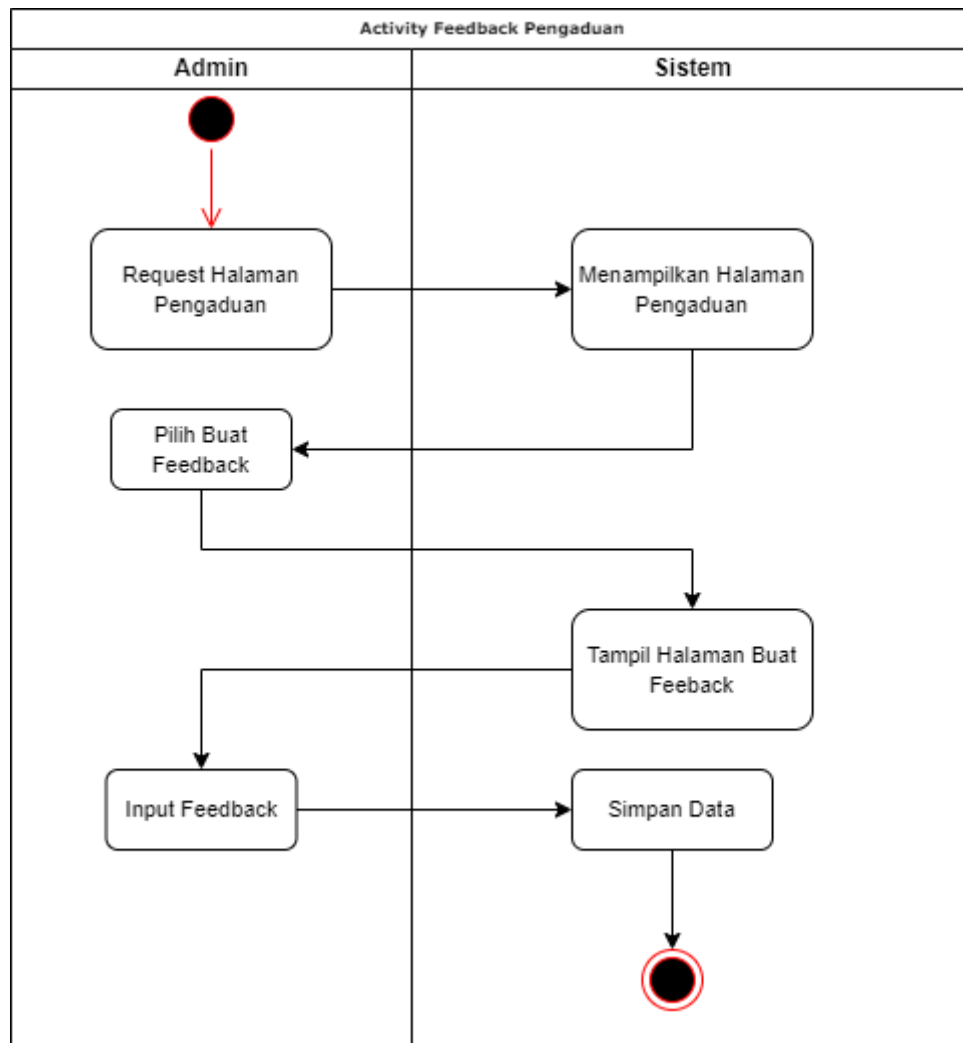 Activity Feedback Pengaduan
Admin
Sistem
Request Halaman
Pengaduan
Menampilkan Halaman
Pengaduan
Pilih Buat
Feedback
Tampil Halaman Buat
Feeback
Input Feedback
Simpan Data